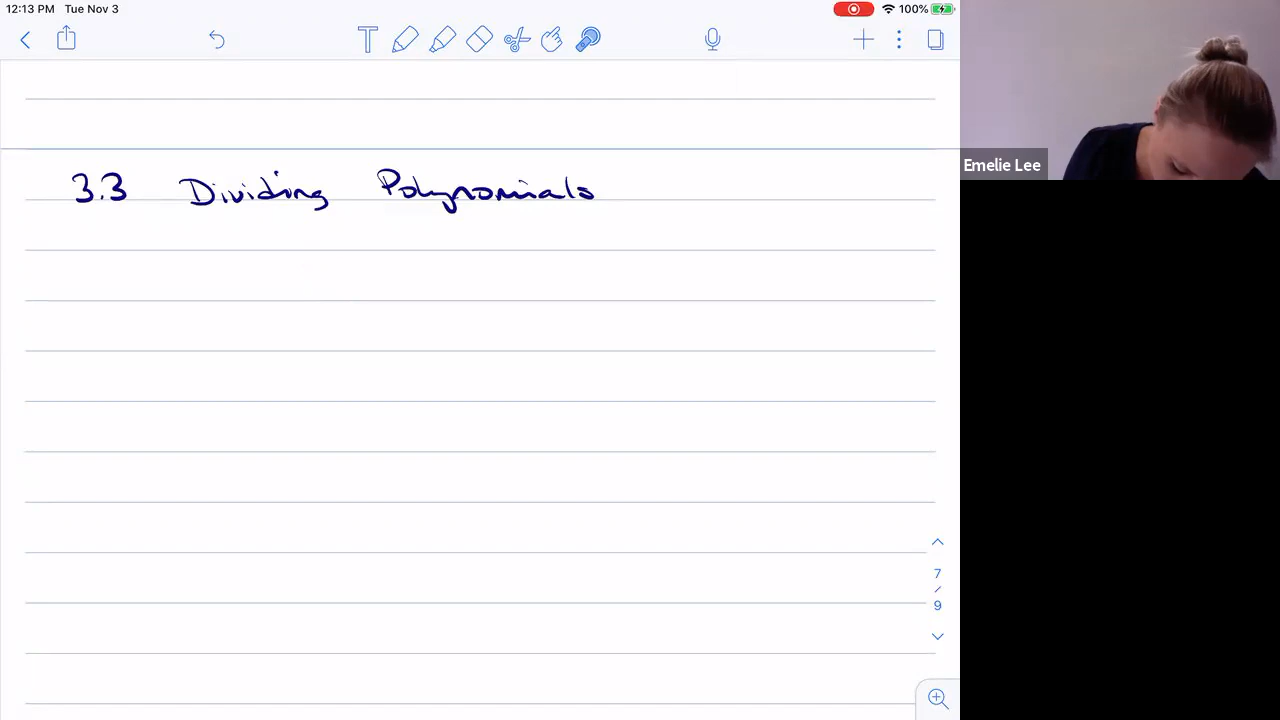 12:13 PM Tue Nov 3
100%
T
Emelie Lee
3.3 Dividing Polynomials
7
/
9